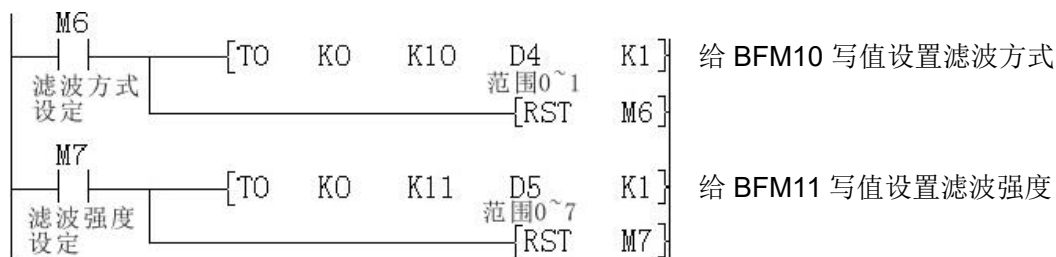 M6
[TO K0 K10 D4 K1] 给 BFM10 写值设置滤波方式
滤波方式
设定
范围0~1
[RST M6]
M7
[TO K0 K11 D5 K1] 给 BFM11 写值设置滤波强度
滤波强度
设定
范围0~7
[RST M7]